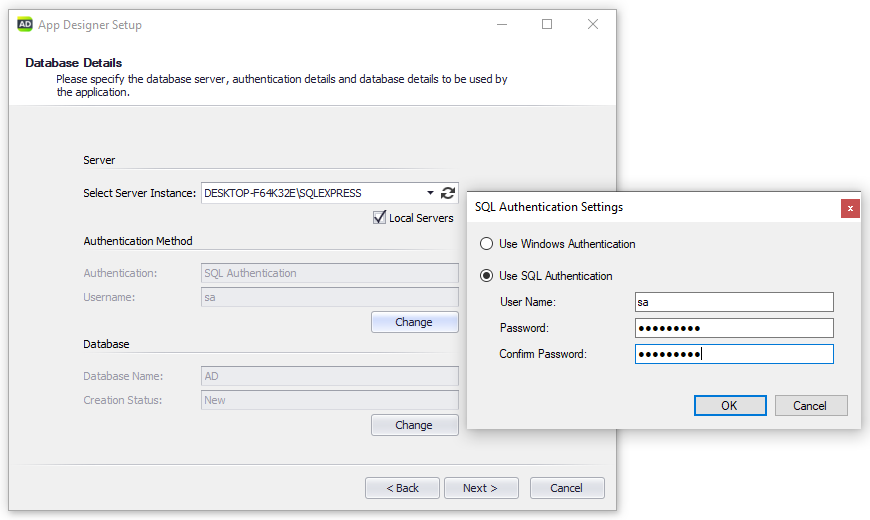 AD App Designer Setup
Database Details
Please specify the database server, authentication details and database details to be used by
the application.
Server
Select Server Instance: DESKTOP-F64K32E\SQLEXPRESS
Local Servers
Authentication Method
Authentication: SQL Authentication
Username: sa
Change
Database
Database Name: AD
Creation Status: New
Change
< Back Next > Cancel
SQL Authentication Settings x
Use Windows Authentication
Use SQL Authentication
User Name: sa
Password: ●●●●●●●●●
Confirm Password: ●●●●●●●●●
OK Cancel